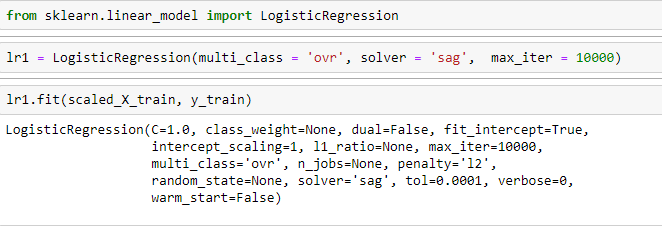 from sklearn.linear_model import LogisticRegression
lr1 = LogisticRegression(multi_class = 'ovr', solver = 'sag',  max_iter = 10000)
lr1.fit(scaled_X_train, y_train)
LogisticRegression(C=1.0, class_weight=None, dual=False, fit_intercept=True,
                   intercept_scaling=1, l1_ratio=None, max_iter=10000,
                   multi_class='ovr', n_jobs=None, penalty='l2',
                   random_state=None, solver='sag', tol=0.0001, verbose=0,
                   warm_start=False)